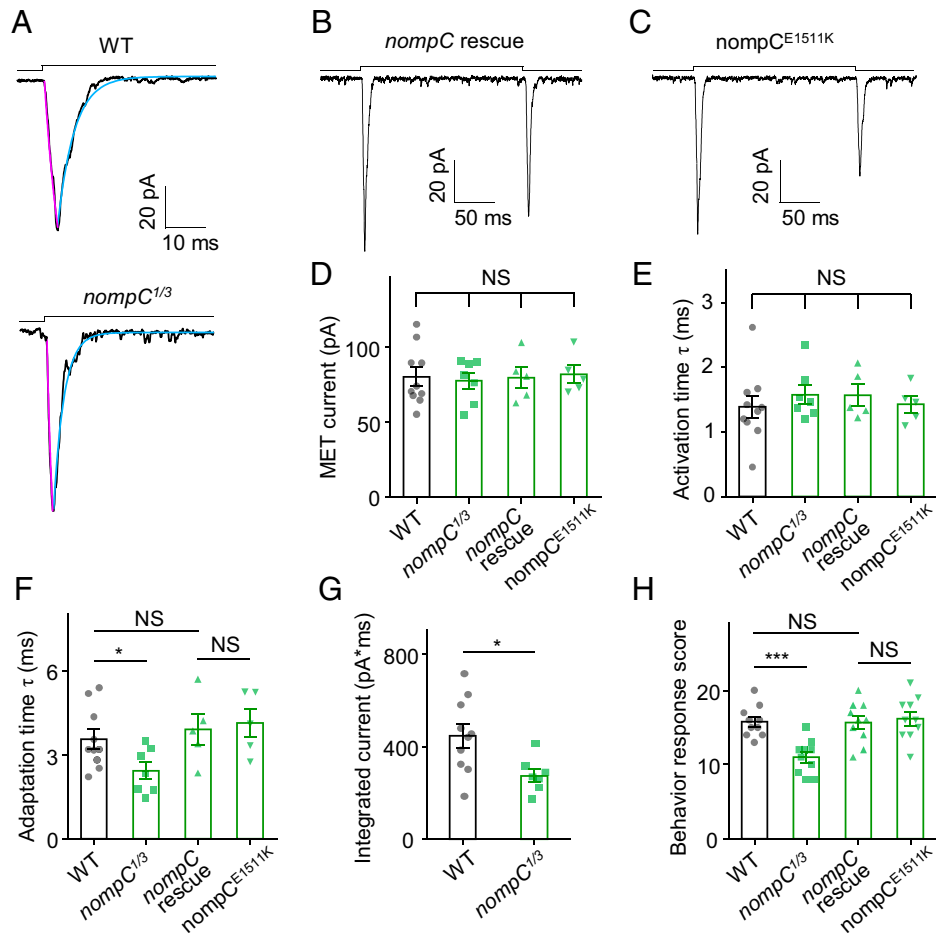 A
WT
20 pA
10 ms
nompC1/3
B
nompC rescue
20 pA
50 ms
C
nompCE1511K
20 pA
50 ms
D
NS
MET current (pA)
100
50
0
WT
nompC1/3
nompC
rescue
nompCE1511K
E
NS
Activation time τ (ms)
3
2
1
0
WT
nompC1/3
nompC
rescue
nompCE1511K
F
NS
*
NS
Adaptation time τ (ms)
6
3
0
WT
nompC1/3
nompC
rescue
nompCE1511K
G
*
Integrated current (pA*ms)
800
400
0
WT
nompC1/3
H
NS
***
NS
Behavior response score
20
10
0
WT
nompC1/3
nompC
rescue
nompCE1511K